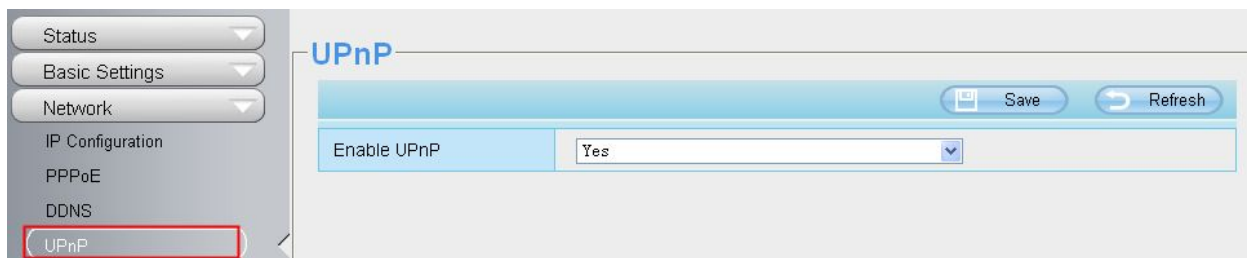 Status
Basic Settings
Network
IP Configuration
PPPoE
DDNS
UPnP
UPnP
Save Refresh
Enable UPnP Yes